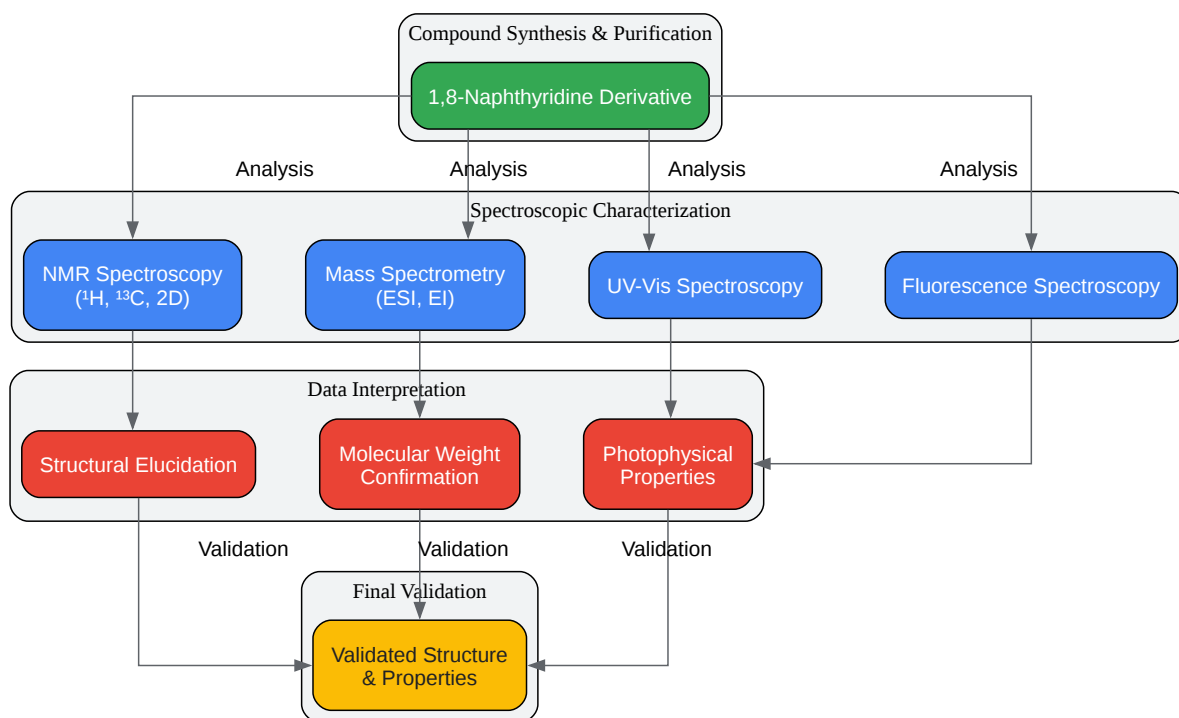 Compound Synthesis & Purification
1,8-Naphthyridine Derivative
Analysis
Analysis
Analysis
Analysis
Spectroscopic Characterization
NMR Spectroscopy
(¹H, ¹³C, 2D)
Mass Spectrometry
(ESI, EI)
UV-Vis Spectroscopy
Fluorescence Spectroscopy
Data Interpretation
Structural Elucidation
Molecular Weight
Confirmation
Photophysical
Properties
Validation
Validation
Validation
Final Validation
Validated Structure
& Properties